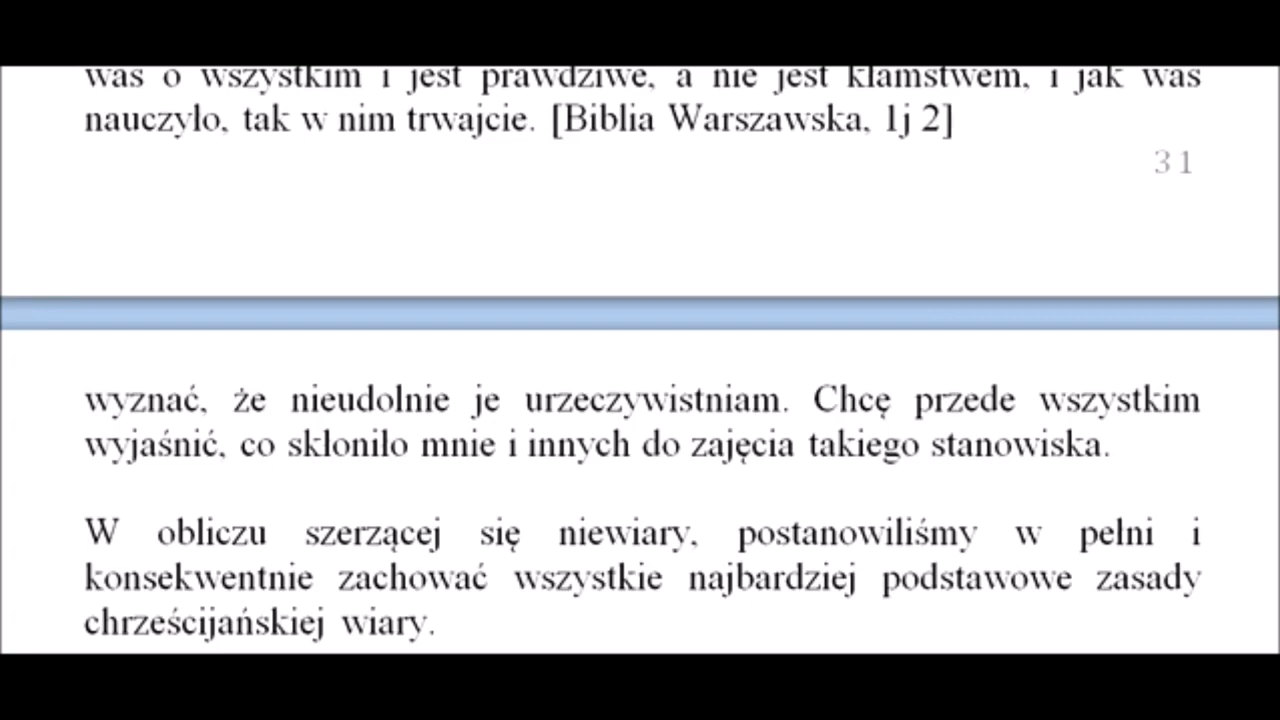 was o wszystkim i jest prawdziwe, a nie jest kłamstwem, i jak was
nauczyło, tak w nim trwajcie. [Biblia Warszawska, 1j 2]
31
wyznać, że nieudolnie je urzeczywistniam. Chcę przede wszystkim
wyjaśnić, co skłoniło mnie i innych do zajęcia takiego stanowiska.
W obliczu szerzącej się niewiary, postanowiliśmy w pełni i
konsekwentnie zachować wszystkie najbardziej podstawowe zasady
chrześcijańskiej wiary.